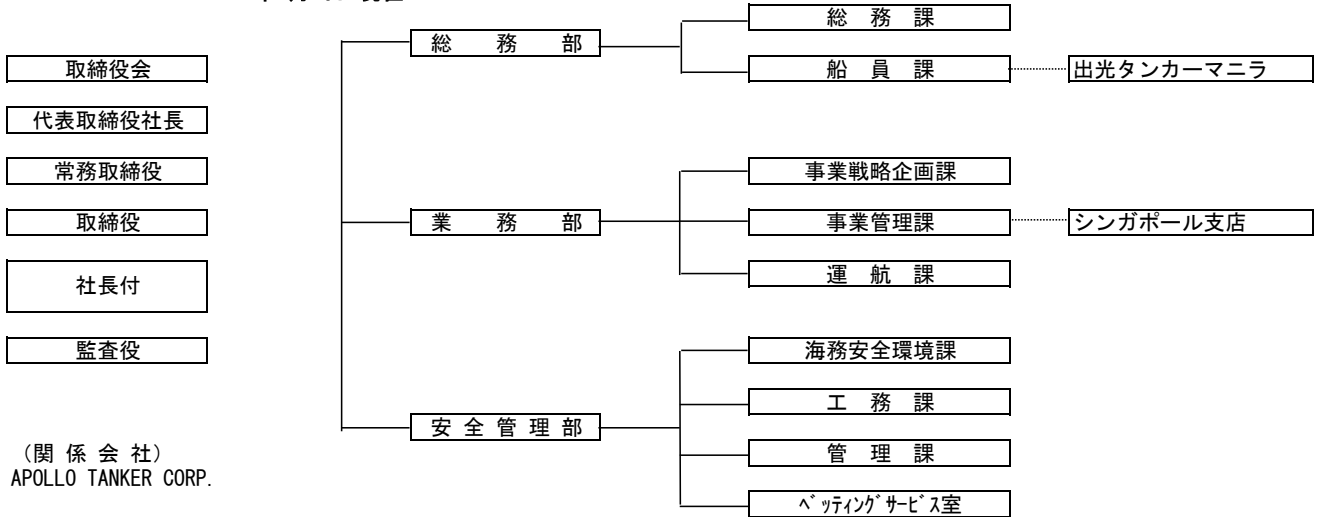 総務課
総務部
取締役会
船員課
出光タンカーマニラ
代表取締役社長
常務取締役
事業戦略企画課
取締役
業務部
事業管理課
シンガポール支店
社長付
運航課
監査役
海務安全環境課
工務課
安全管理部
(関係会社)
管理課
APOLLO TANKER CORP.
ベッティングサービス室